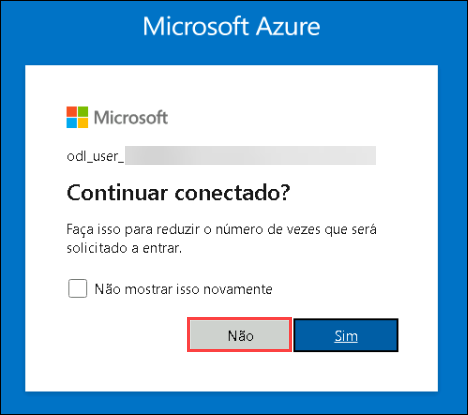 Microsoft Azure
Microsoft
odl_user_
Continuar conectado?
Faça isso para reduzir o número de vezes que será
solicitado a entrar.
Não mostrar isso novamente
Não
Sim